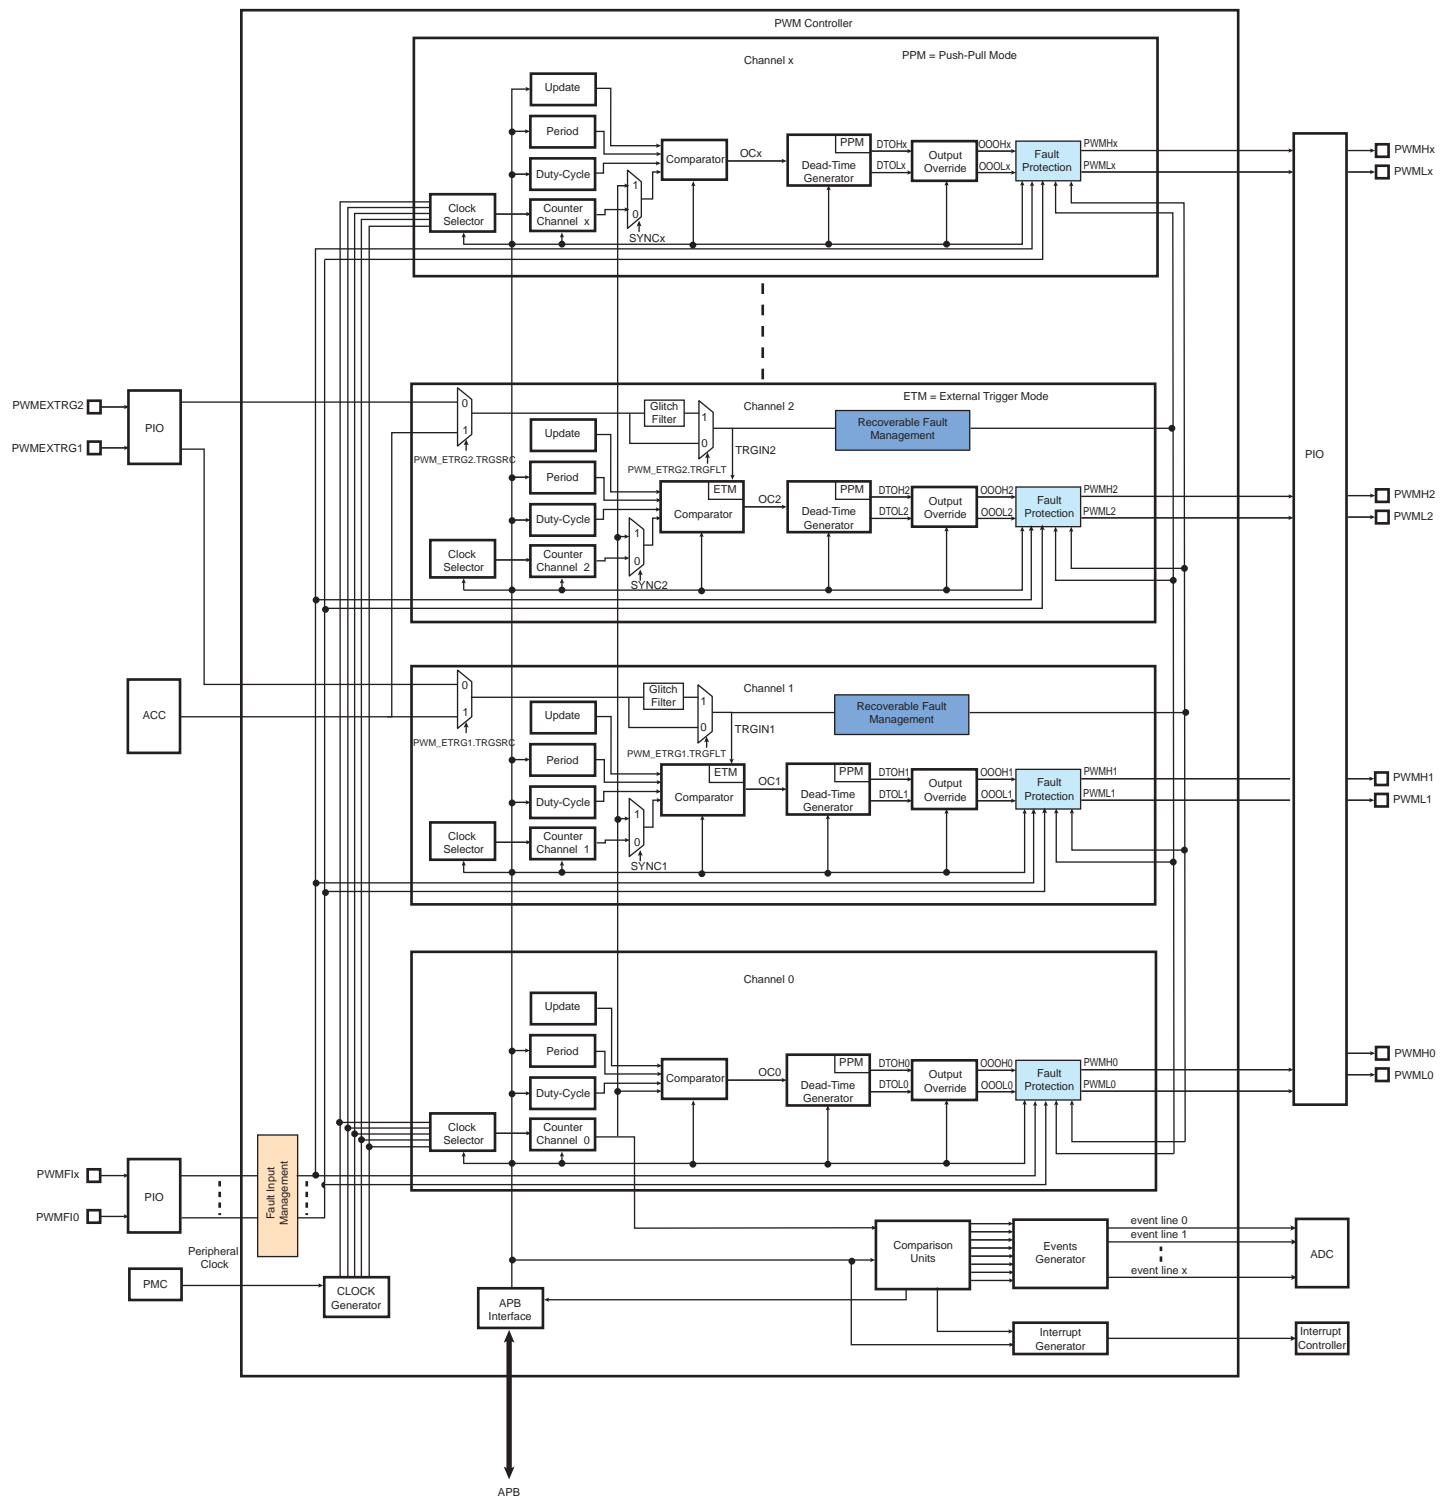 PWM Controller
Channel x
PPM = Push-Pull Mode
Update
Period
Duty-Cycle
Clock
Selector
Counter
Channel x
1
0
SYNCx
Comparator
OCx
PPM
Dead-Time
Generator
DTOHx
DTOLx
Output
Override
OOOHx
OOOLx
Fault
Protection
PWMHx
PWMLx
PWMHx
PWMLx
PWMEXTRG2
PWMEXTRG1
PIO
0
1
PWM_ETRG2.TRGSRC
Glitch
Filter
1
0
PWM_ETRG2.TRGFLT
Channel 2
ETM = External Trigger Mode
Recoverable Fault
Management
TRGIN2
Update
Period
Duty-Cycle
Clock
Selector
Counter
Channel 2
1
0
SYNC2
ETM
Comparator
OC2
PPM
Dead-Time
Generator
DTOH2
DTOL2
Output
Override
OOOH2
OOOL2
Fault
Protection
PWMH2
PWML2
PIO
PWMH2
PWML2
ACC
0
1
PWM_ETRG1.TRGSRC
Glitch
Filter
1
0
PWM_ETRG1.TRGFLT
Channel 1
Recoverable Fault
Management
TRGIN1
Update
Period
Duty-Cycle
Clock
Selector
Counter
Channel 1
1
0
SYNC1
ETM
Comparator
OC1
PPM
Dead-Time
Generator
DTOH1
DTOL1
Output
Override
OOOH1
OOOL1
Fault
Protection
PWMH1
PWML1
PWMH1
PWML1
Channel 0
Update
Period
Duty-Cycle
Clock
Selector
Counter
Channel 0
Comparator
OC0
PPM
Dead-Time
Generator
DTOH0
DTOL0
Output
Override
OOOH0
OOOL0
Fault
Protection
PWMH0
PWML0
PWMH0
PWML0
PWMFIx
PWMFI0
PIO
Fault Input
Management
Peripheral
Clock
PMC
CLOCK
Generator
APB
Interface
Comparison
Units
Events
Generator
event line 0
event line 1
event line x
ADC
Interrupt
Generator
Interrupt
Controller
APB